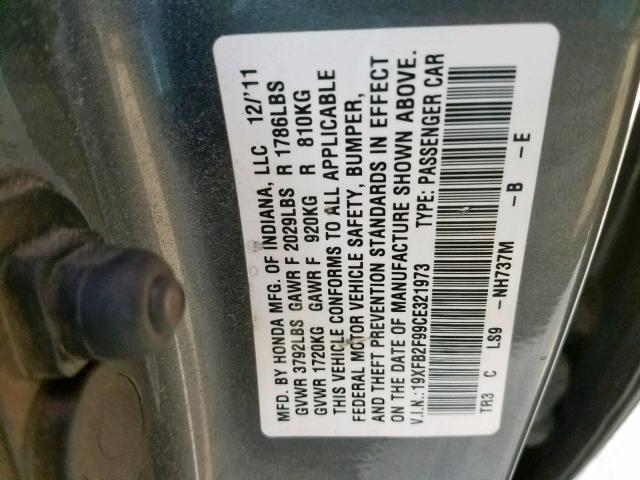 MFD. BY HONDA MFG. OF INDIANA, LLC 12/'11
GVWR 3792LBS GAWR F 2029LBS R 1786LBS
GVWR 1720KG GAWR F 920KG R 810KG
THIS VEHICLE CONFORMS TO ALL APPLICABLE
FEDERAL MOTOR VEHICLE SAFETY, BUMPER,
AND THEFT PREVENTION STANDARDS IN EFFECT
ON THE DATE OF MANUFACTURE SHOWN ABOVE.
V.I.N.:19XFB2F99CE321973 TYPE: PASSENGER CAR
TR3 C LS9 -NH737M -B -E